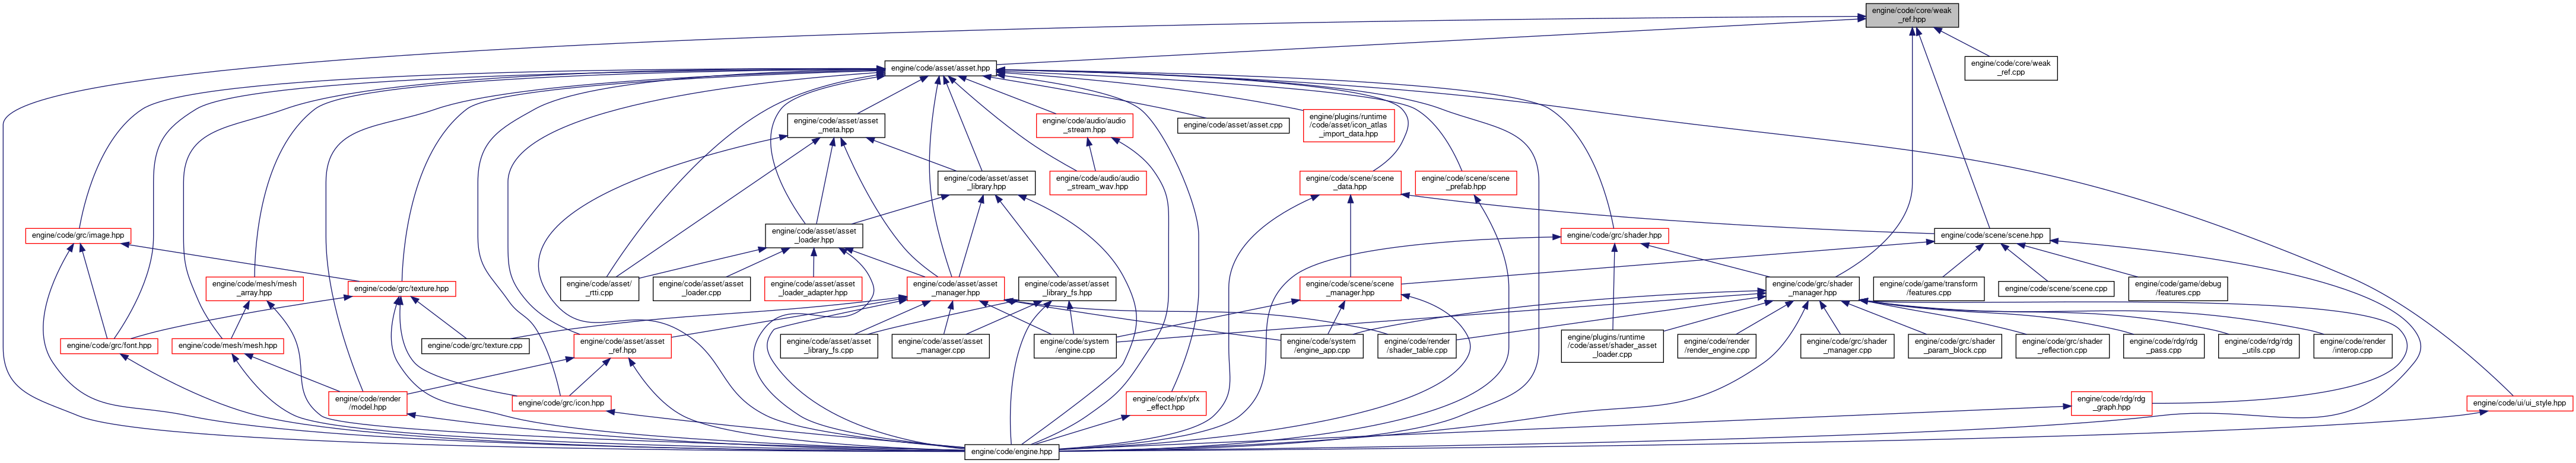 engine/code/core/weak
_ref.hpp
engine/code/asset/asset.hpp
engine/code/core/weak
_ref.cpp
engine/code/asset/asset
_meta.hpp
engine/code/audio/audio
_stream.hpp
engine/code/asset/asset.cpp
engine/plugins/runtime
/code/asset/icon_atlas
_import_data.hpp
engine/code/asset/asset
_library.hpp
engine/code/audio/audio
_stream_wav.hpp
engine/code/scene/scene
_data.hpp
engine/code/scene/scene
_prefab.hpp
engine/code/grc/image.hpp
engine/code/asset/asset
_loader.hpp
engine/code/grc/shader.hpp
engine/code/scene/scene.hpp
engine/code/mesh/mesh
_array.hpp
engine/code/grc/texture.hpp
engine/code/asset/
_rtti.cpp
engine/code/asset/asset
_loader.cpp
engine/code/asset/asset
_loader_adapter.hpp
engine/code/asset/asset
_manager.hpp
engine/code/asset/asset
_library_fs.hpp
engine/code/scene/scene
_manager.hpp
engine/code/grc/shader
_manager.hpp
engine/code/game/transform
/features.cpp
engine/code/scene/scene.cpp
engine/code/game/debug
/features.cpp
engine/code/grc/font.hpp
engine/code/mesh/mesh.hpp
engine/code/grc/texture.cpp
engine/code/asset/asset
_ref.hpp
engine/code/asset/asset
_library_fs.cpp
engine/code/asset/asset
_manager.cpp
engine/code/system
/engine.cpp
engine/code/system
/engine_app.cpp
engine/code/render
/shader_table.cpp
engine/plugins/runtime
/code/asset/shader_asset
_loader.cpp
engine/code/render
/render_engine.cpp
engine/code/grc/shader
_manager.cpp
engine/code/grc/shader
_param_block.cpp
engine/code/grc/shader
_reflection.cpp
engine/code/rdg/rdg
_pass.cpp
engine/code/rdg/rdg
_utils.cpp
engine/code/render
/interop.cpp
engine/code/render
/model.hpp
engine/code/grc/icon.hpp
engine/code/pfx/pfx
_effect.hpp
engine/code/rdg/rdg
_graph.hpp
engine/code/ui/ui_style.hpp
engine/code/engine.hpp